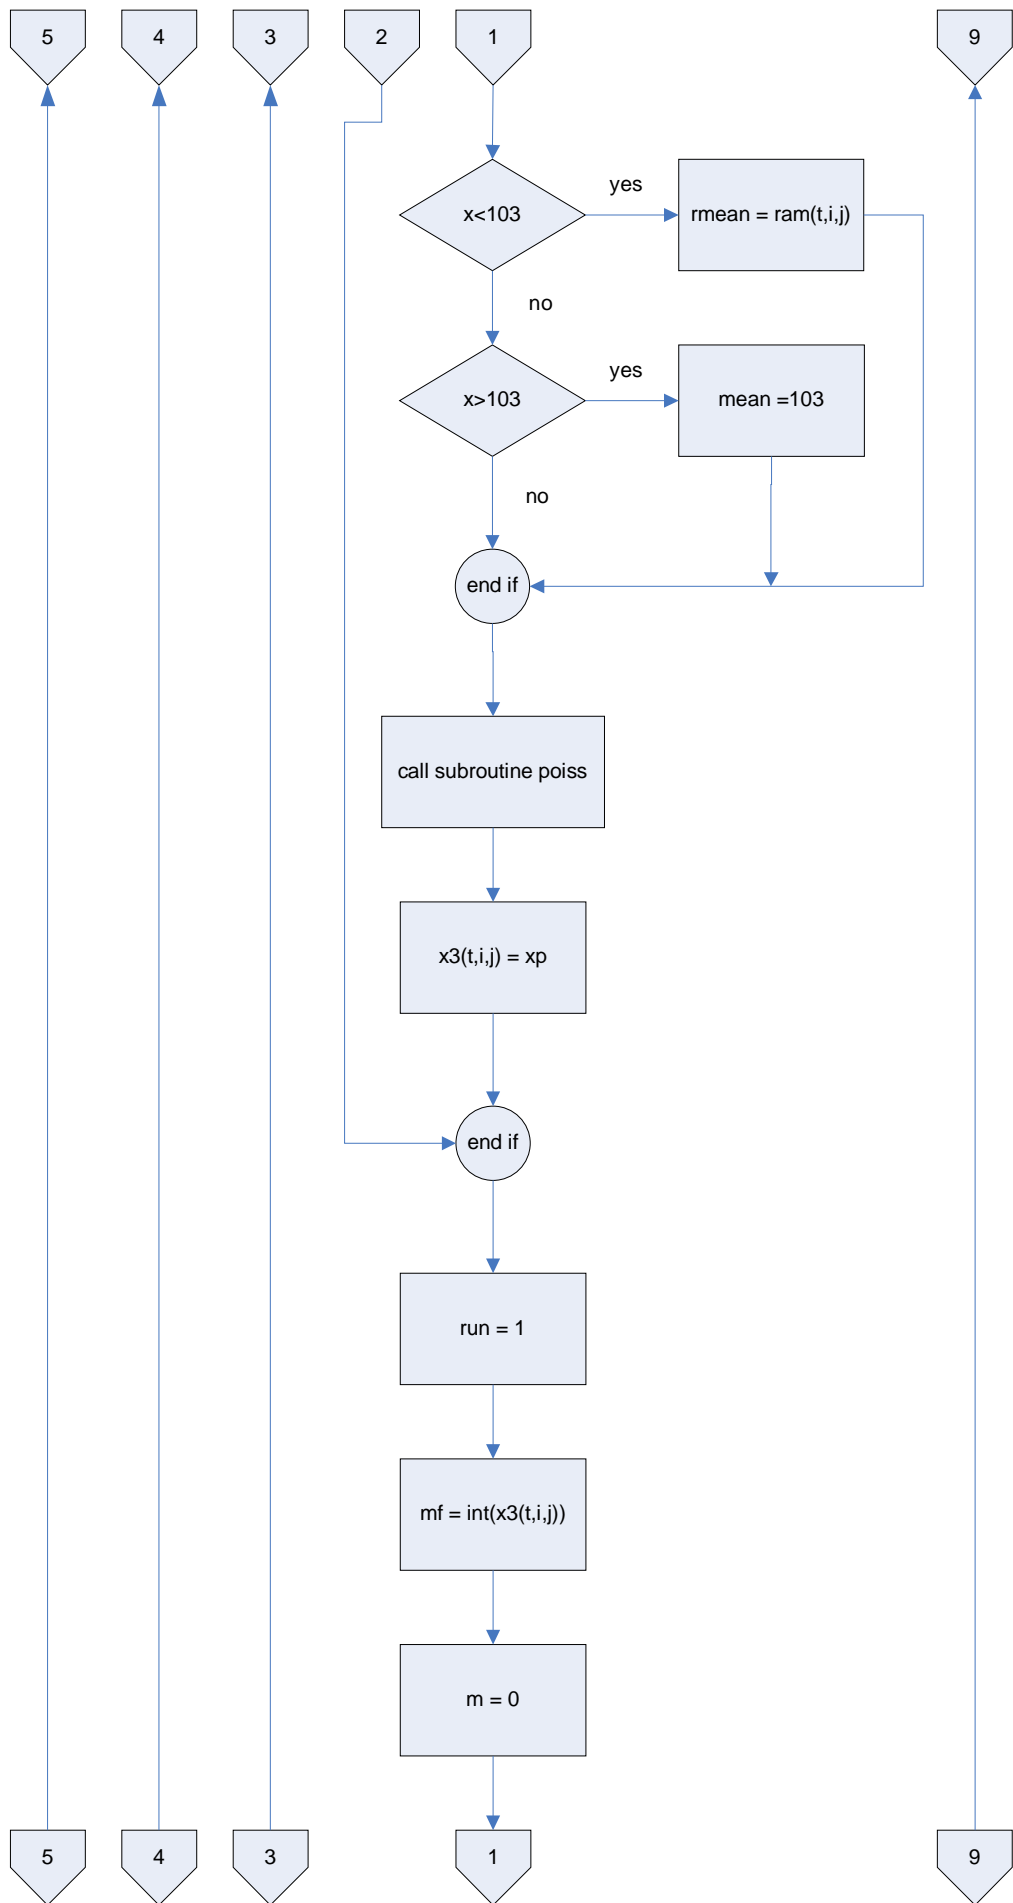 5 4 3 2 1 9
x<103
yes
rmean = ram(t,i,j)
no
x>103
yes
mean =103
no
end if
call subroutine poiss
x3(t,i,j) = xp
end if
run = 1
mf = int(x3(t,i,j))
m = 0
5 4 3 1 9